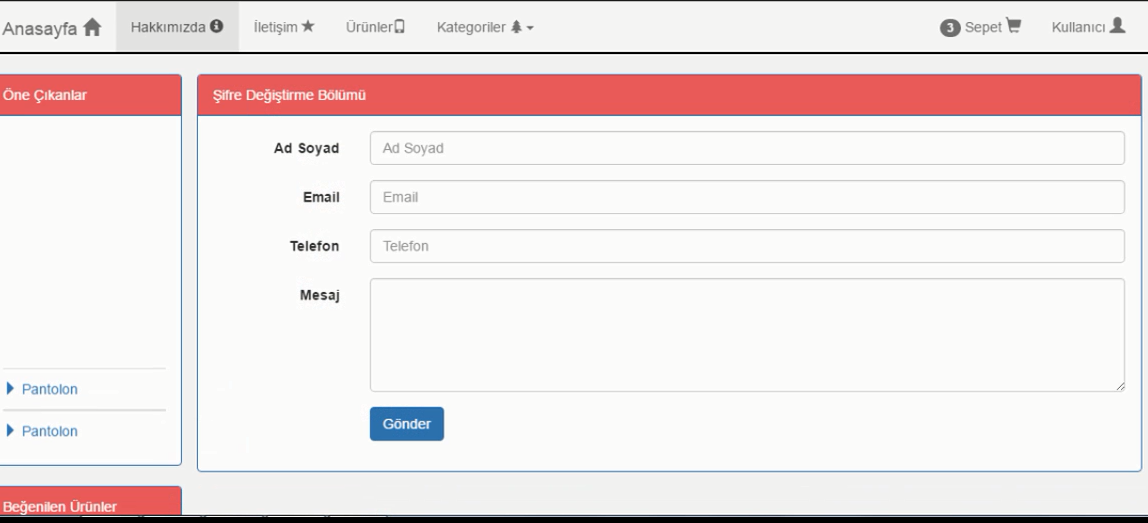 Anasayfa Hakkımızda İletişim Ürünler Kategoriler 3 Sepet Kullanıcı
Öne Çıkanlar
Pantolon
Pantolon
Beğenilen Ürünler
Şifre Değiştirme Bölümü
Ad Soyad Ad Soyad
Email Email
Telefon Telefon
Mesaj
Gönder